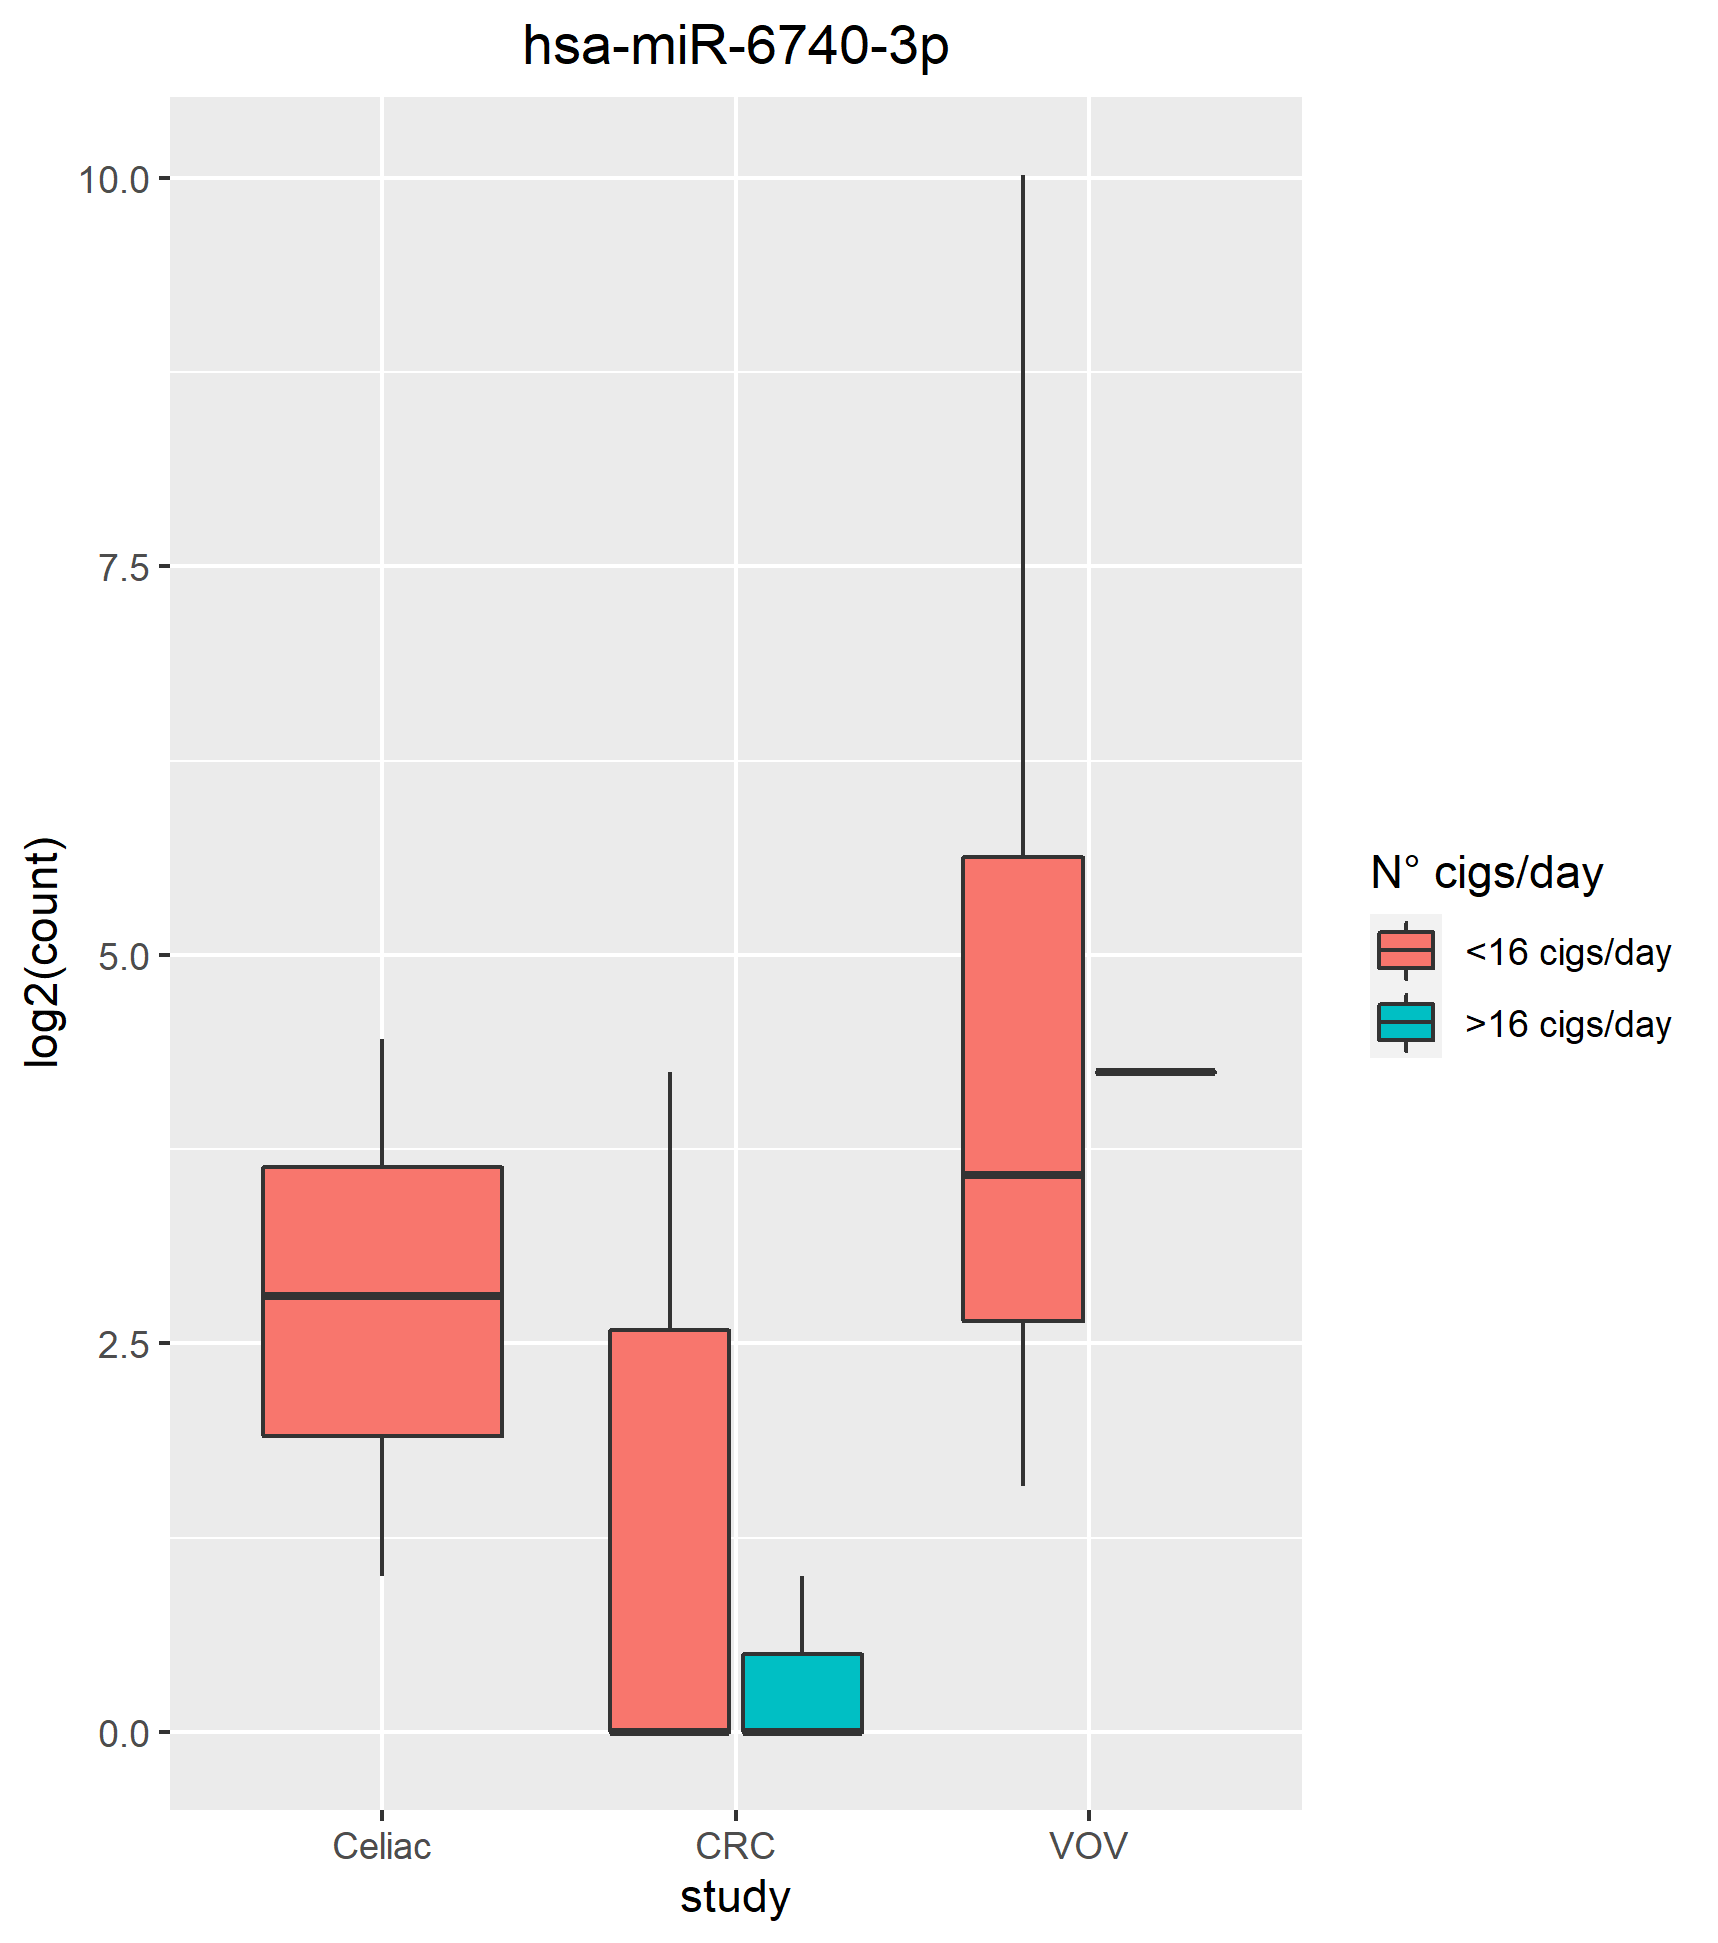 hsa-miR-6740-3p
10.0
7.5
5.0
2.5
0.0
log2(count)
Celiac
CRC
VOV
study
N° cigs/day
<16 cigs/day
>16 cigs/day